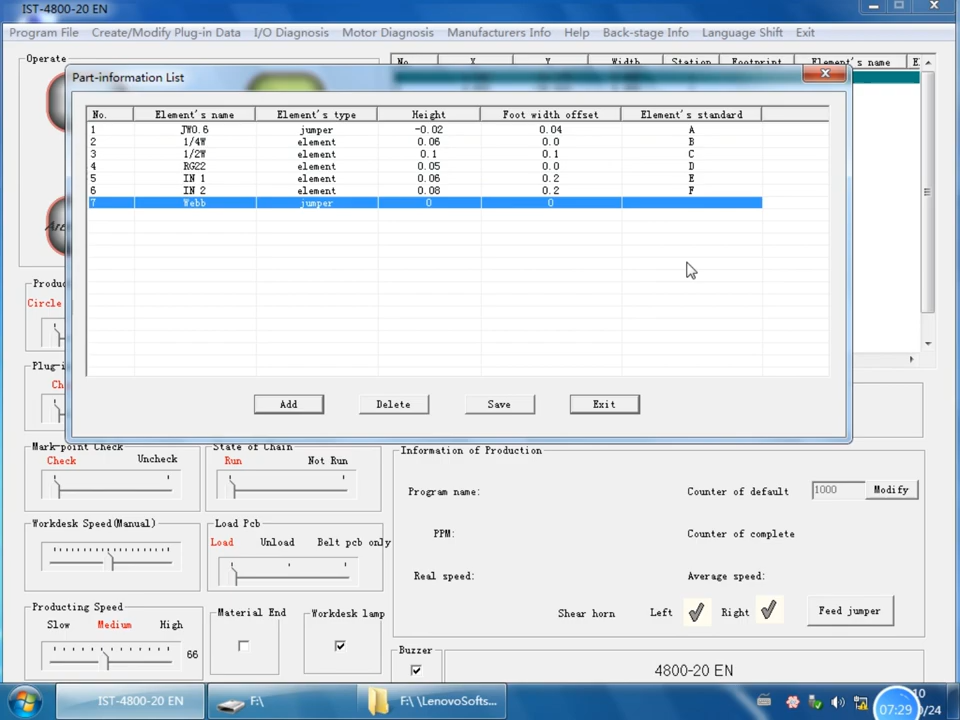 IST-4800-20 EN
Program File Create/Modify Plug-in Data I/O Diagnosis Motor Diagnosis Manufacturers Info Help Back-stage Info Language Shift Exit
Operate
No. X Y Width Station Footprint Element's name
Part-information List
No. Element's name Element's type Height Foot width offset Element's standard
1 JW0.6 jumper -0.02 0.04 A
2 1/4W element 0.06 0.0 B
3 1/2W element 0.1 0.1 C
4 RG22 element 0.05 0.0 D
5 IN 1 element 0.06 0.2 E
6 IN 2 element 0.08 0.2 F
7 Webb jumper 0 0
Add Delete Save Exit
Circle
Mark-point Check
Check Uncheck
State of Chain
Run Not Run
Workdesk Speed(Manual)
Load Pcb
Load Unload Belt pcb only
Producting Speed
Slow Medium High
66
Material End
Workdesk lamp
Information of Production
Program name:
Counter of default 1000 Modify
PPM:
Counter of complete
Real speed:
Average speed:
Shear horn Left Right Feed jumper
Buzzer
4800-20 EN
IST-4800-20 EN F:\ F:\ \LenovoSofts...
07:29